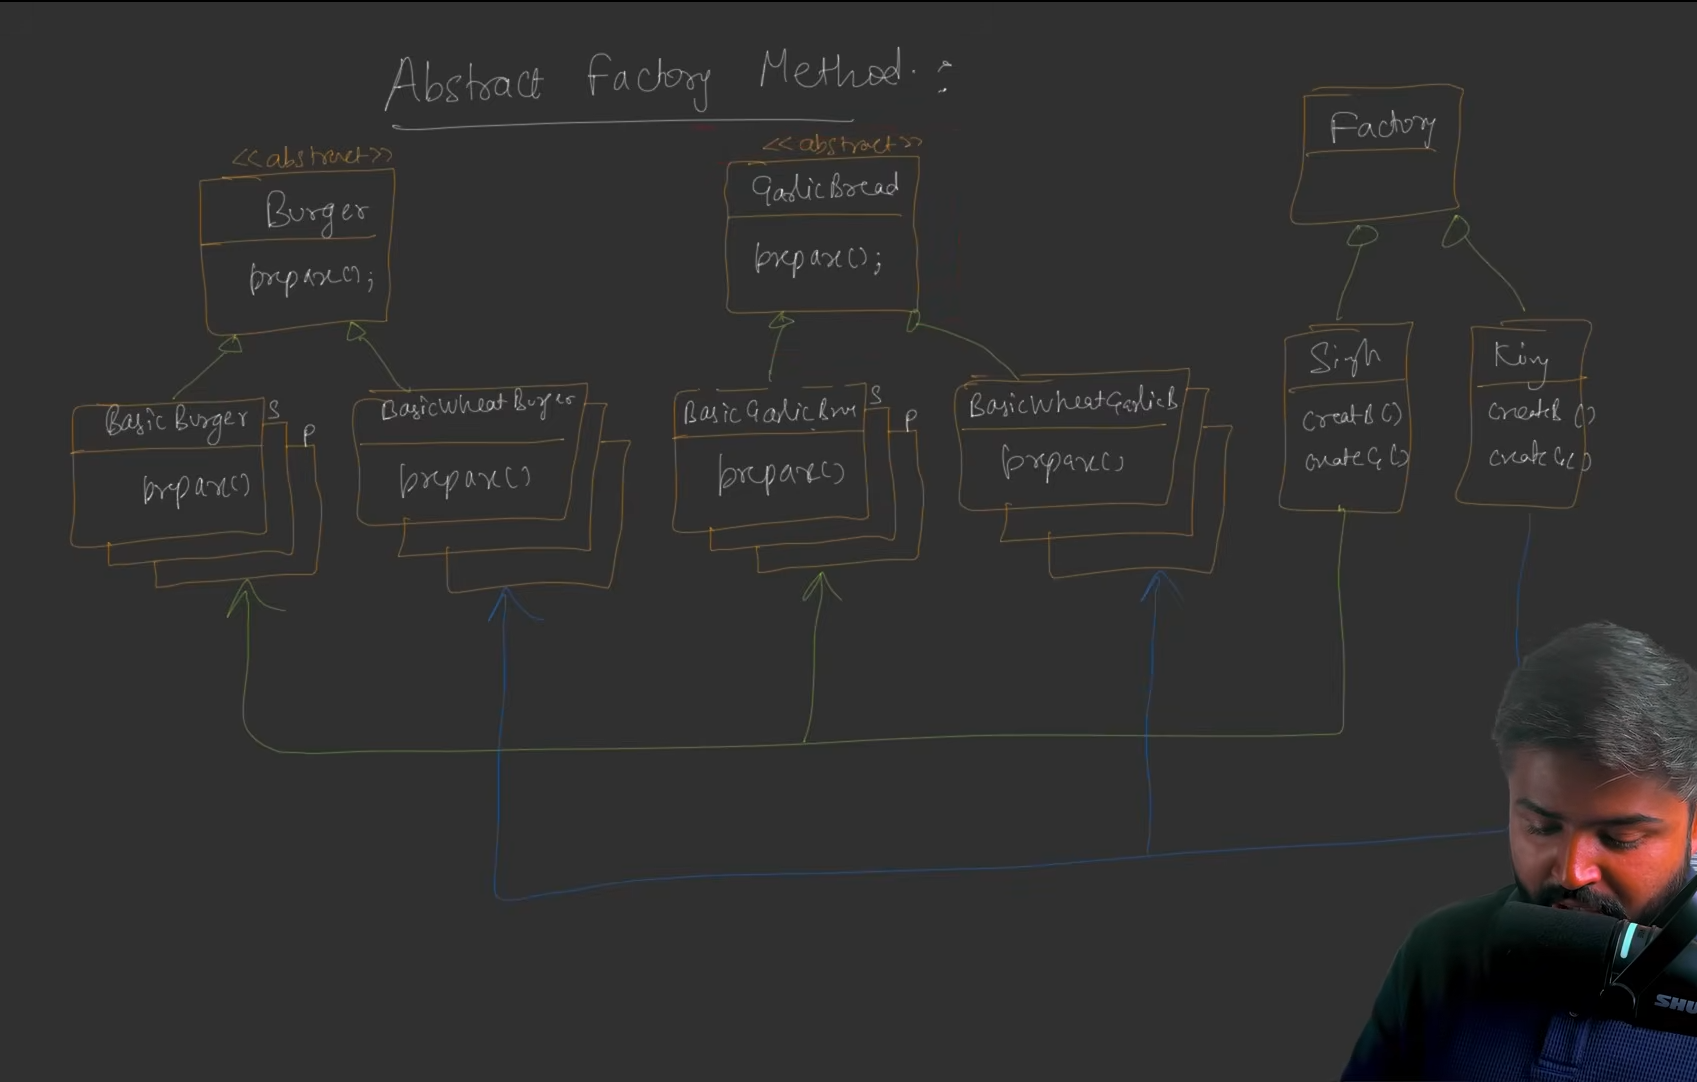 Abstract Factory Method. :
<<abstract>>
Burger
prepare();
<<abstract>>
GarlicBread
prepare();
Factory
BasicBurger
S
P
prepare()
BasicWheatBurger
prepare()
BasicGarlicBre
S
P
prepare()
BasicWheatGarlicB
prepare()
Singh
creatB()
createG()
King
createB()
createG()
SHU